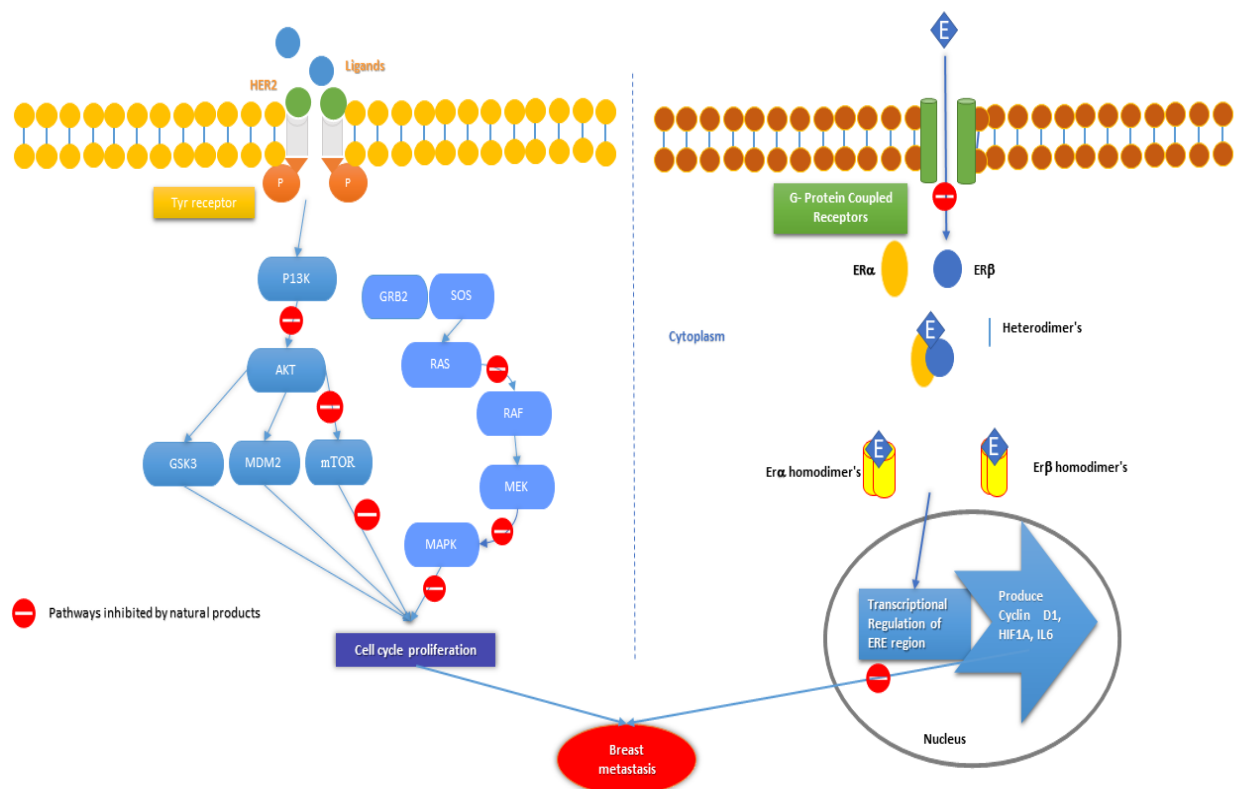 E
Ligands
HER2
P
P
Tyr receptor
G- Protein Coupled
Receptors
ERα
ERβ
P13K
GRB2
SOS
E
Heterodimer's
Cytoplasm
RAS
AKT
RAF
GSK3
MDM2
mTOR
MEK
E
E
Erα homodimer's
Erβ homodimer's
MAPK
Pathways inhibited by natural products
Cell cycle proliferation
Transcriptional
Regulation of
ERE region
Produce
Cyclin D1,
HIF1A, IL6
Nucleus
Breast
metastasis